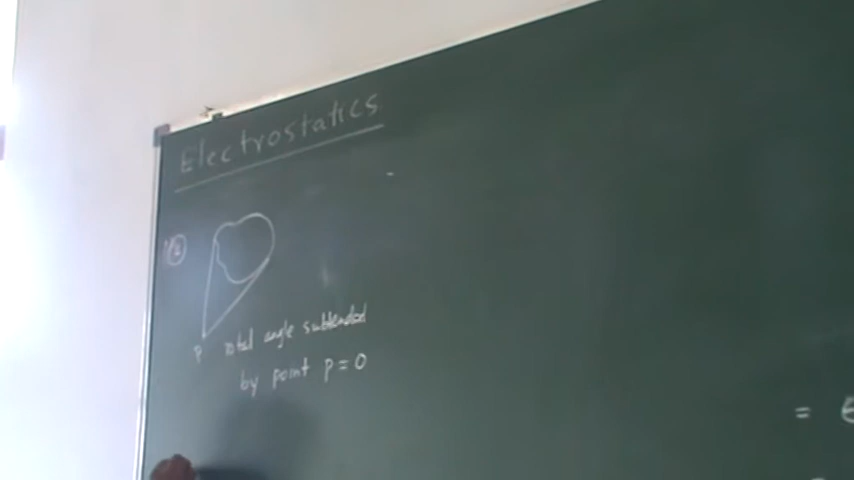 Electrostatics
P total angle subtended
by point P = 0
=